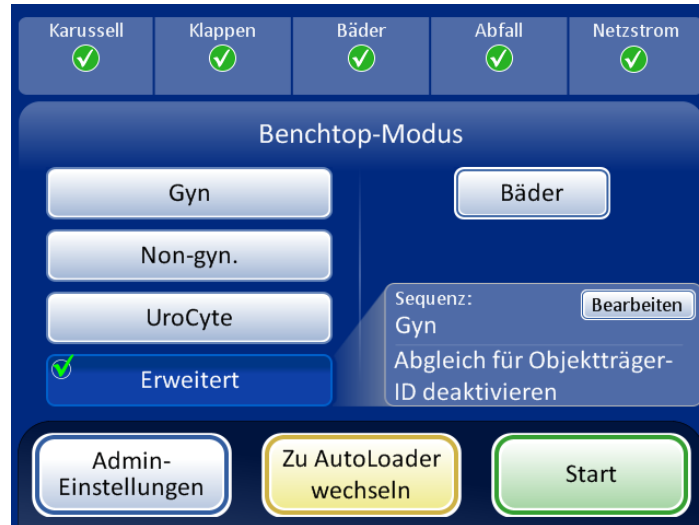 Karussell
Klappen
Bäder
Abfall
Netzstrom
Benchtop-Modus
Gyn
Bäder
Non-gyn.
UroCyte
Erweitert
Sequenz:
Bearbeiten
Gyn
Abgleich für Objektträger-
ID deaktivieren
Admin-
Einstellungen
Zu AutoLoader
wechseln
Start